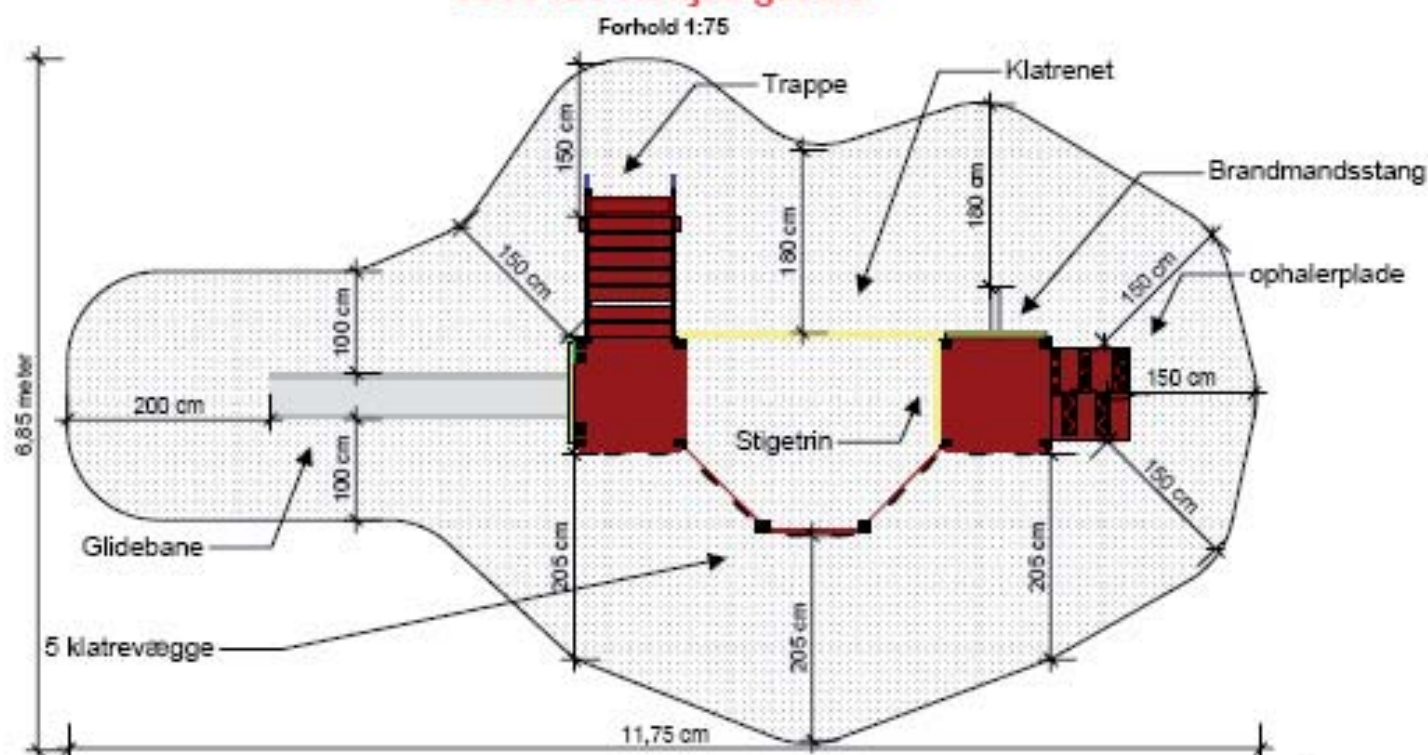 Forhold 1:75
Trappe
Klatrenet
Brandmandsstang
ophalerplade
Stigetrin
Glidebane
5 klatrevægge
150 cm
180 cm
180 cm
150 cm
150 cm
100 cm
200 cm
100 cm
150 cm
150 cm
205 cm
205 cm
205 cm
6,85 meter
11,75 cm